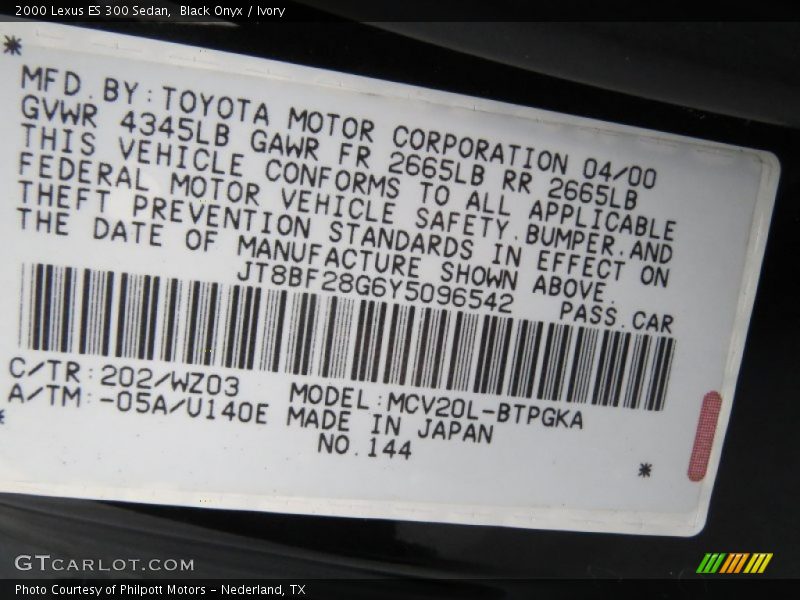 2000 Lexus ES 300 Sedan, Black Onyx / Ivory
*
MFD.BY:TOYOTA MOTOR CORPORATION 04/00
GVWR 4345LB GAWR FR 2665LB RR 2665LB
THIS VEHICLE CONFORMS TO ALL APPLICABLE
FEDERAL MOTOR VEHICLE SAFETY,BUMPER,AND
THEFT PREVENTION STANDARDS IN EFFECT ON
THE DATE OF MANUFACTURE SHOWN ABOVE.
JT8BF28G6Y5096542 PASS.CAR
C/TR:202/WZ03 MODEL:MCV20L-BTPGKA
A/TM:-05A/U140E MADE IN JAPAN
* NO.144 *
GTCARLOT.COM
Photo Courtesy of Philpott Motors - Nederland, TX